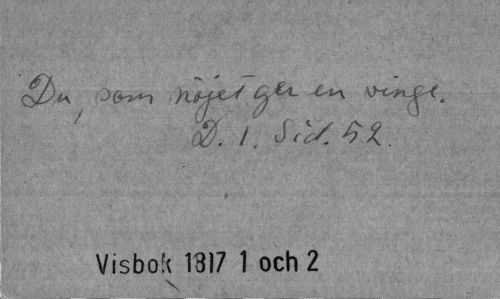 Du, som nöjet ger en vinge.
D. 1. Sid. 52.
Visbok 1817 1 och 2